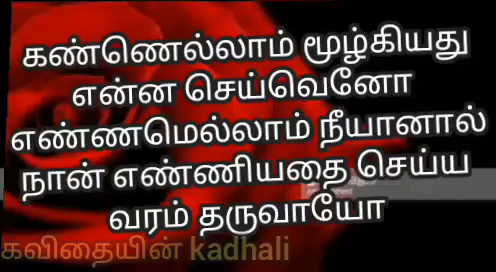 கண்ணெல்லாம் மூழ்கியது
என்ன செய்வெனோ
எண்ணமெல்லாம் நீயானால்
நான் எண்ணியதை செய்ய
வரம் தருவாயோ
கவிதையின் kadhali